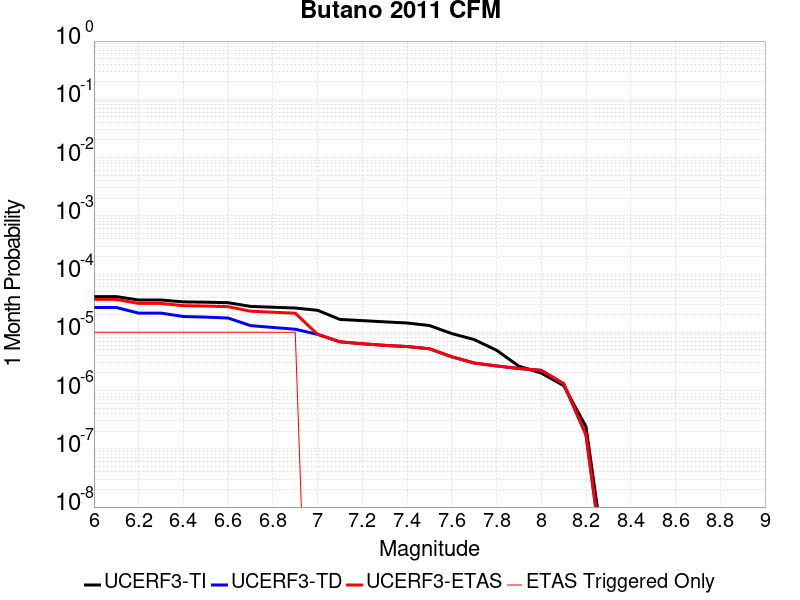 Butano 2011 CFM
1 Month Probability
10^0
10^-1
10^-2
10^-3
10^-4
10^-5
10^-6
10^-7
10^-8
6 6.2 6.4 6.6 6.8 7 7.2 7.4 7.6 7.8 8 8.2 8.4 8.6 8.8 9
Magnitude
UCERF3-TI UCERF3-TD UCERF3-ETAS ETAS Triggered Only